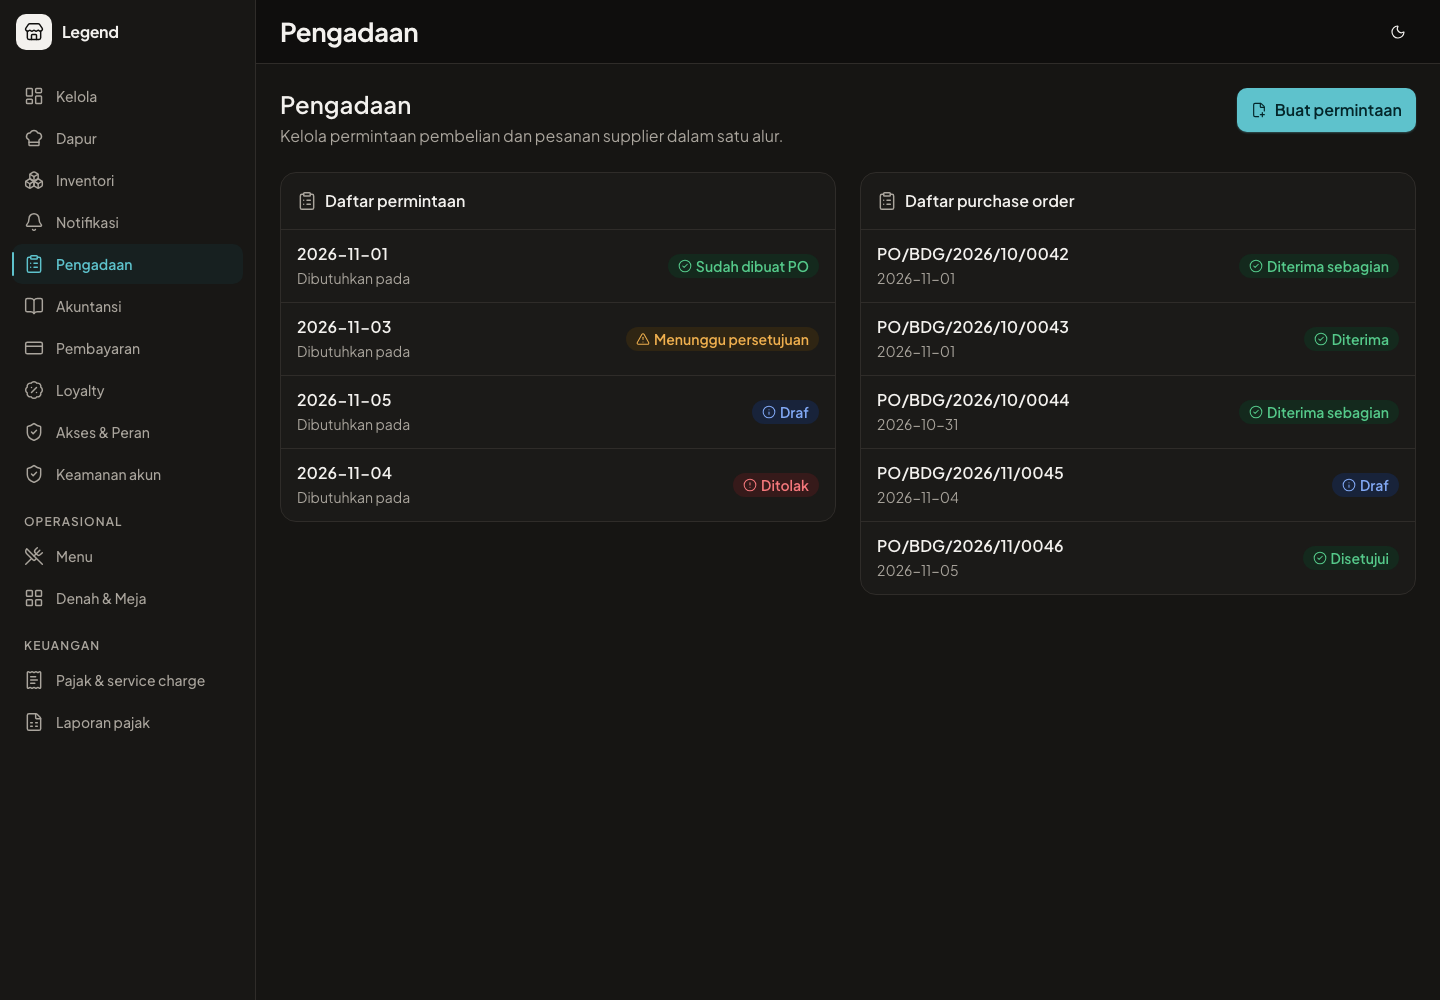 Legend
Kelola
Dapur
Inventori
Notifikasi
Pengadaan
Akuntansi
Pembayaran
Loyalty
Akses & Peran
Keamanan akun
OPERASIONAL
Menu
Denah & Meja
KEUANGAN
Pajak & service charge
Laporan pajak
Pengadaan
Pengadaan
Kelola permintaan pembelian dan pesanan supplier dalam satu alur.
Buat permintaan
Daftar permintaan
2026-11-01
Dibutuhkan pada
Sudah dibuat PO
2026-11-03
Dibutuhkan pada
Menunggu persetujuan
2026-11-05
Dibutuhkan pada
Draf
2026-11-04
Dibutuhkan pada
Ditolak
Daftar purchase order
PO/BDG/2026/10/0042
2026-11-01
Diterima sebagian
PO/BDG/2026/10/0043
2026-11-01
Diterima
PO/BDG/2026/10/0044
2026-10-31
Diterima sebagian
PO/BDG/2026/11/0045
2026-11-04
Draf
PO/BDG/2026/11/0046
2026-11-05
Disetujui